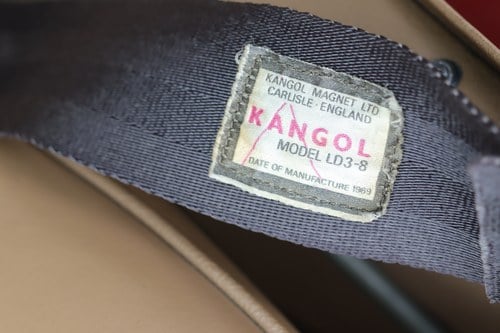 KANGOL MAGNET LTD
CARLISLE · ENGLAND
KANGOL
MODEL LD3-8
DATE OF MANUFACTURE 1969